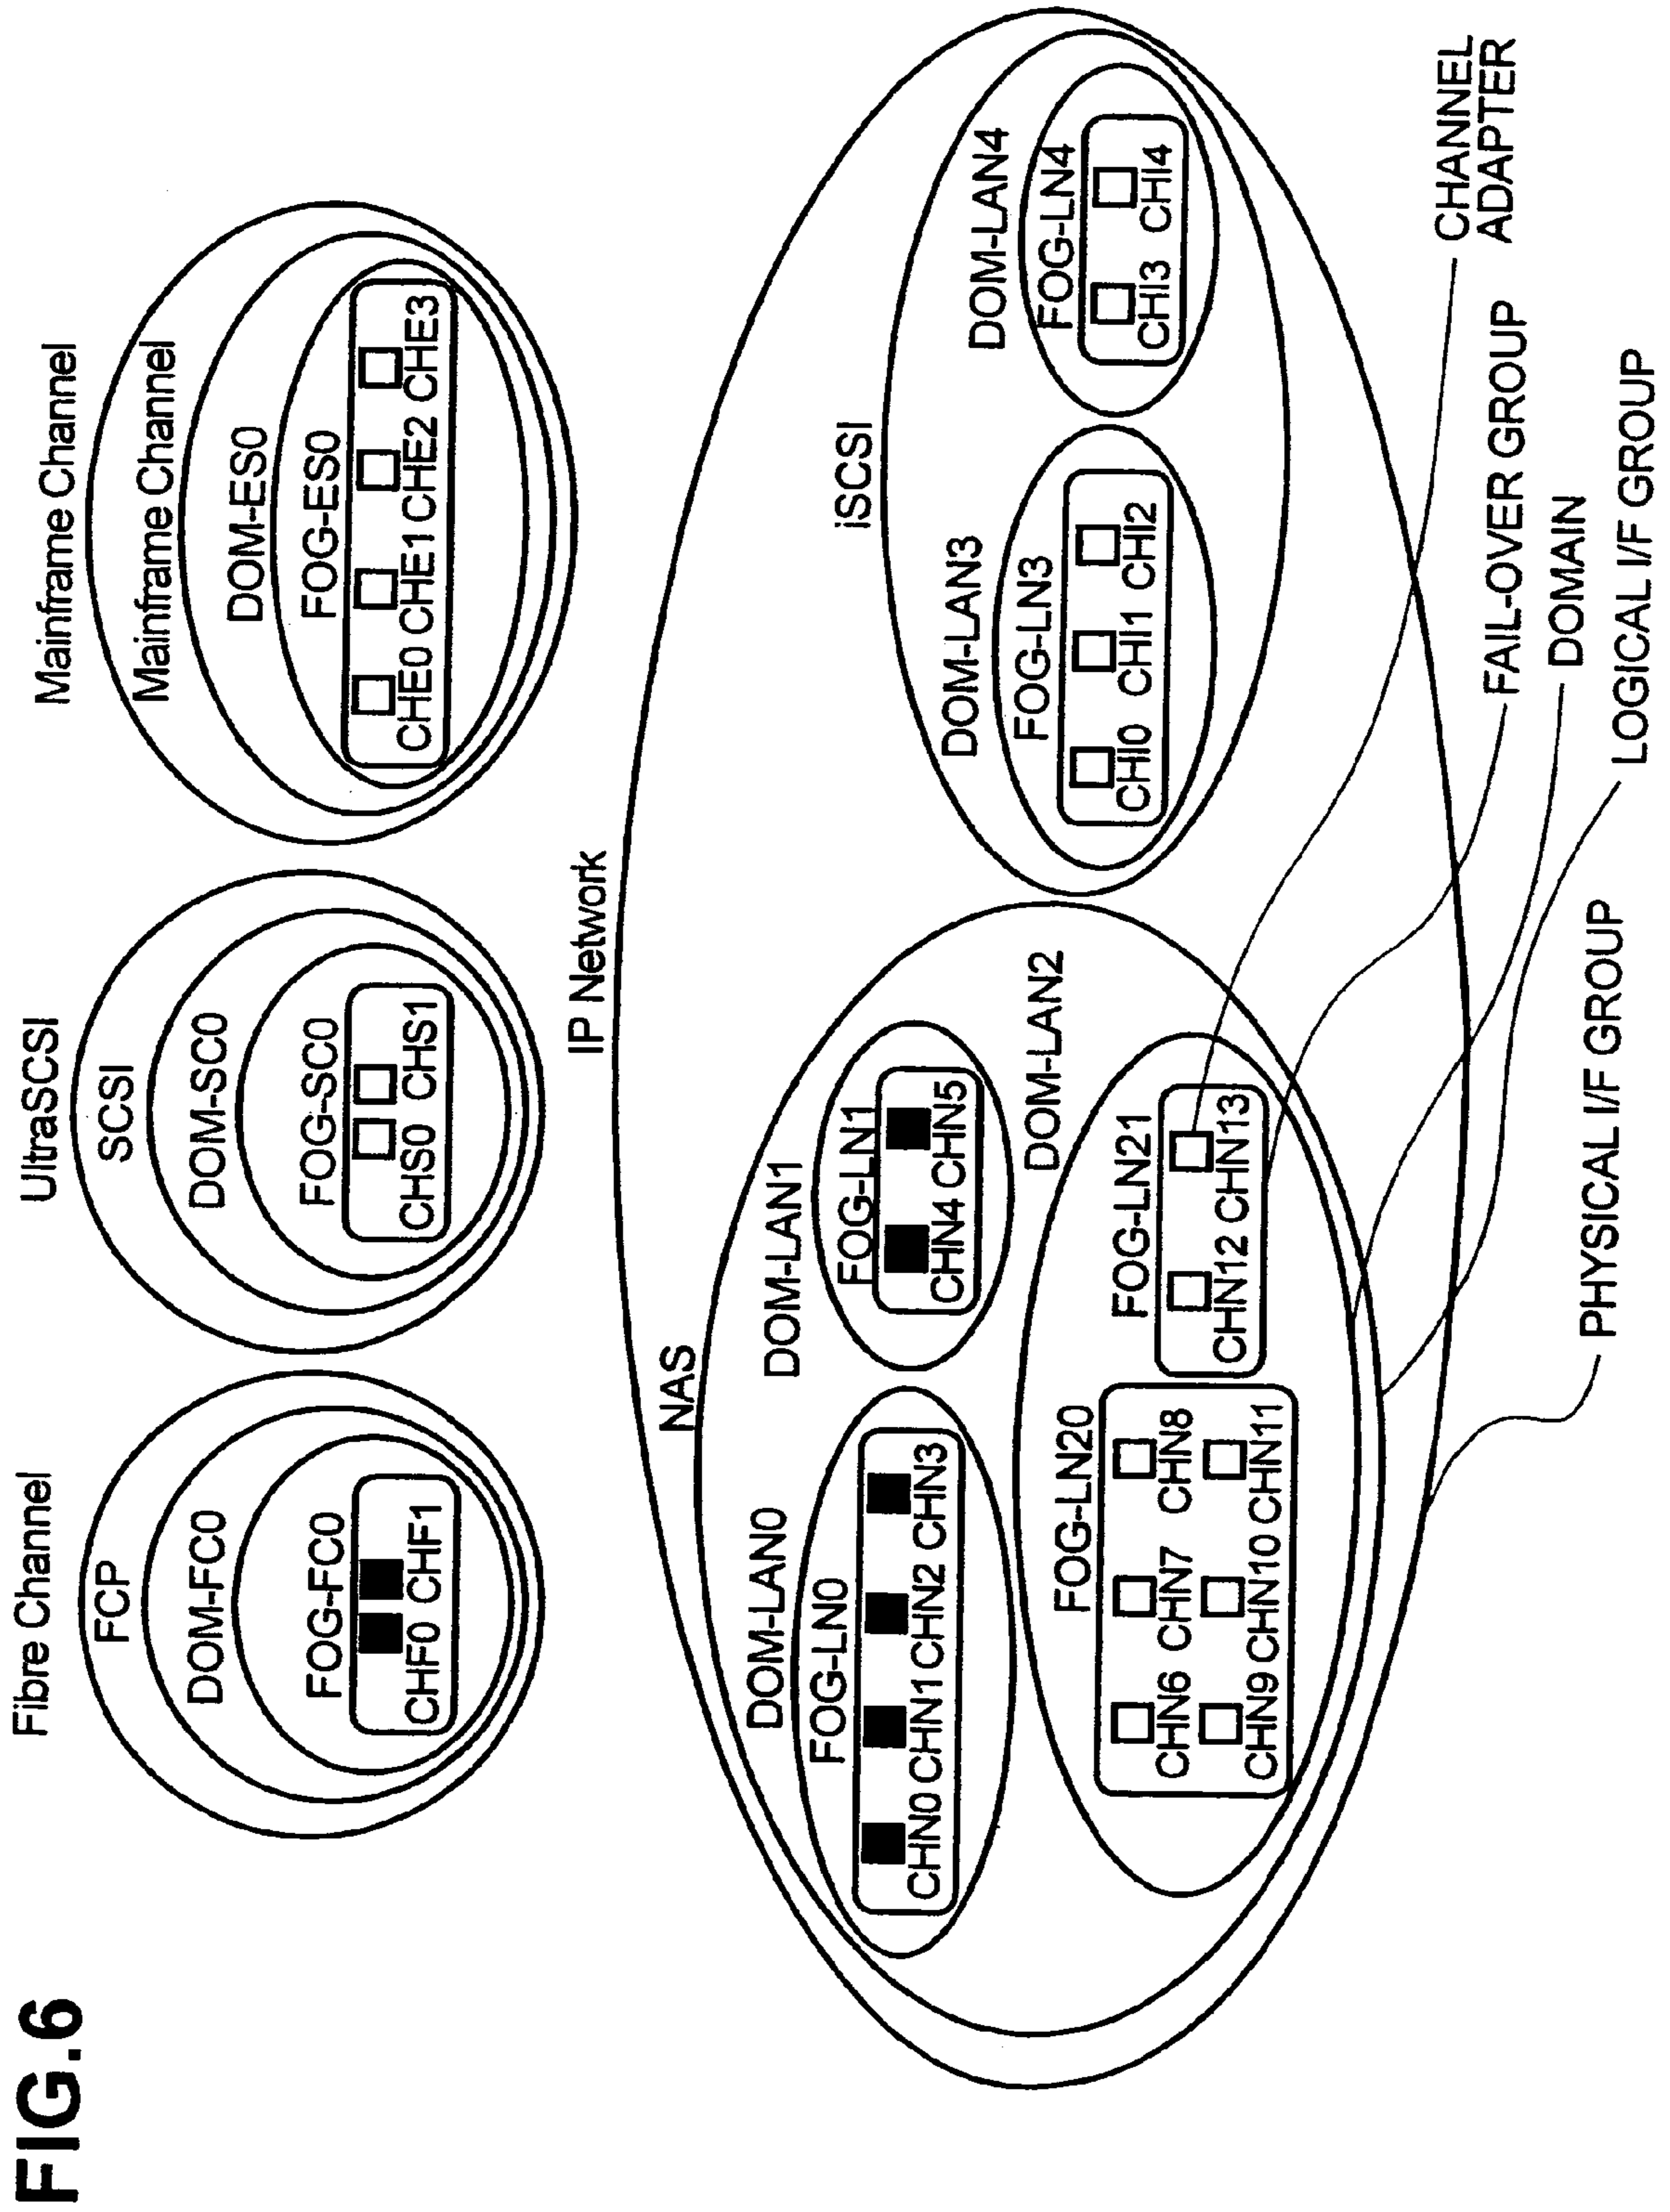 FIG.6
Fibre Channel
FCP
DOM-FC0
FOG-FC0
CHF0 CHF1
UltraSCSI
SCSI
DOM-SC0
FOG-SC0
CHS0 CHS1
Mainframe Channel
Mainframe Channel
DOM-ES0
FOG-ES0
CHE0 CHE1 CHE2 CHE3
IP Network
NAS
DOM-LAN0
FOG-LN0
CHN0 CHN1 CHN2 CHN3
DOM-LAN1
FOG-LN1
CHN4 CHN5
DOM-LAN2
FOG-LN20
CHN6 CHN7 CHN8
CHN9 CHN10 CHN11
FOG-LN21
CHN12 CHN13
iSCSI
DOM-LAN3
FOG-LN3
CHI0 CHI1 CHI2
DOM-LAN4
FOG-LN4
CHI3 CHI4
CHANNEL
ADAPTER
FAIL-OVER GROUP
DOMAIN
LOGICAL I/F GROUP
PHYSICAL I/F GROUP